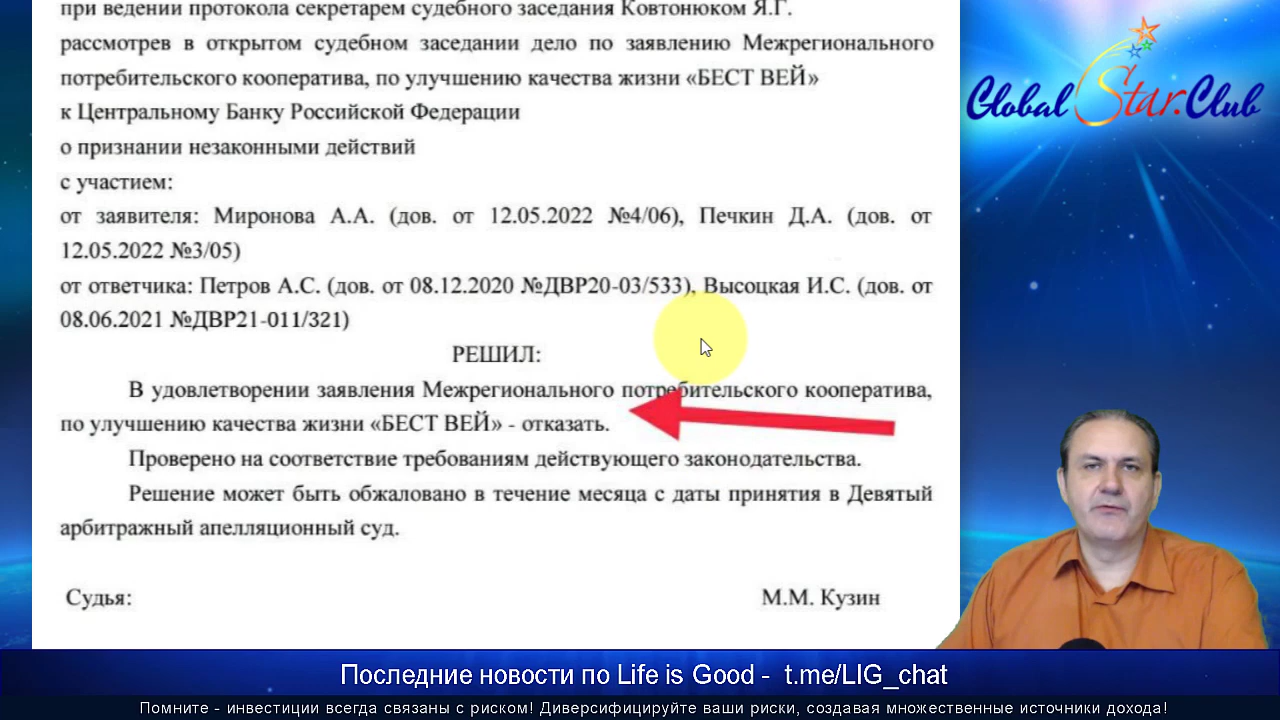 при ведении протокола секретарем судебного заседания Ковтонюком Я.Г.
рассмотрев в открытом судебном заседании дело по заявлению Межрегионального
потребительского кооператива, по улучшению качества жизни «БЕСТ ВЕЙ»
к Центральному Банку Российской Федерации
о признании незаконными действий
с участием:
от заявителя: Миронова А.А. (дов. от 12.05.2022 №4/06), Печкин Д.А. (дов. от
12.05.2022 №3/05)
от ответчика: Петров А.С. (дов. от 08.12.2020 №ДВР20-03/533), Высоцкая И.С. (дов. от
08.06.2021 №ДВР21-011/321)
РЕШИЛ:
В удовлетворении заявления Межрегионального потребительского кооператива,
по улучшению качества жизни «БЕСТ ВЕЙ» - отказать.
Проверено на соответствие требованиям действующего законодательства.
Решение может быть обжаловано в течение месяца с даты принятия в Девятый
арбитражный апелляционный суд.
Судья: М.М. Кузин
Global Star.Club
Последние новости по Life is Good - t.me/LIG_chat
Помните - инвестиции всегда связаны с риском! Диверсифицируйте ваши риски, создавая множественные источники дохода!